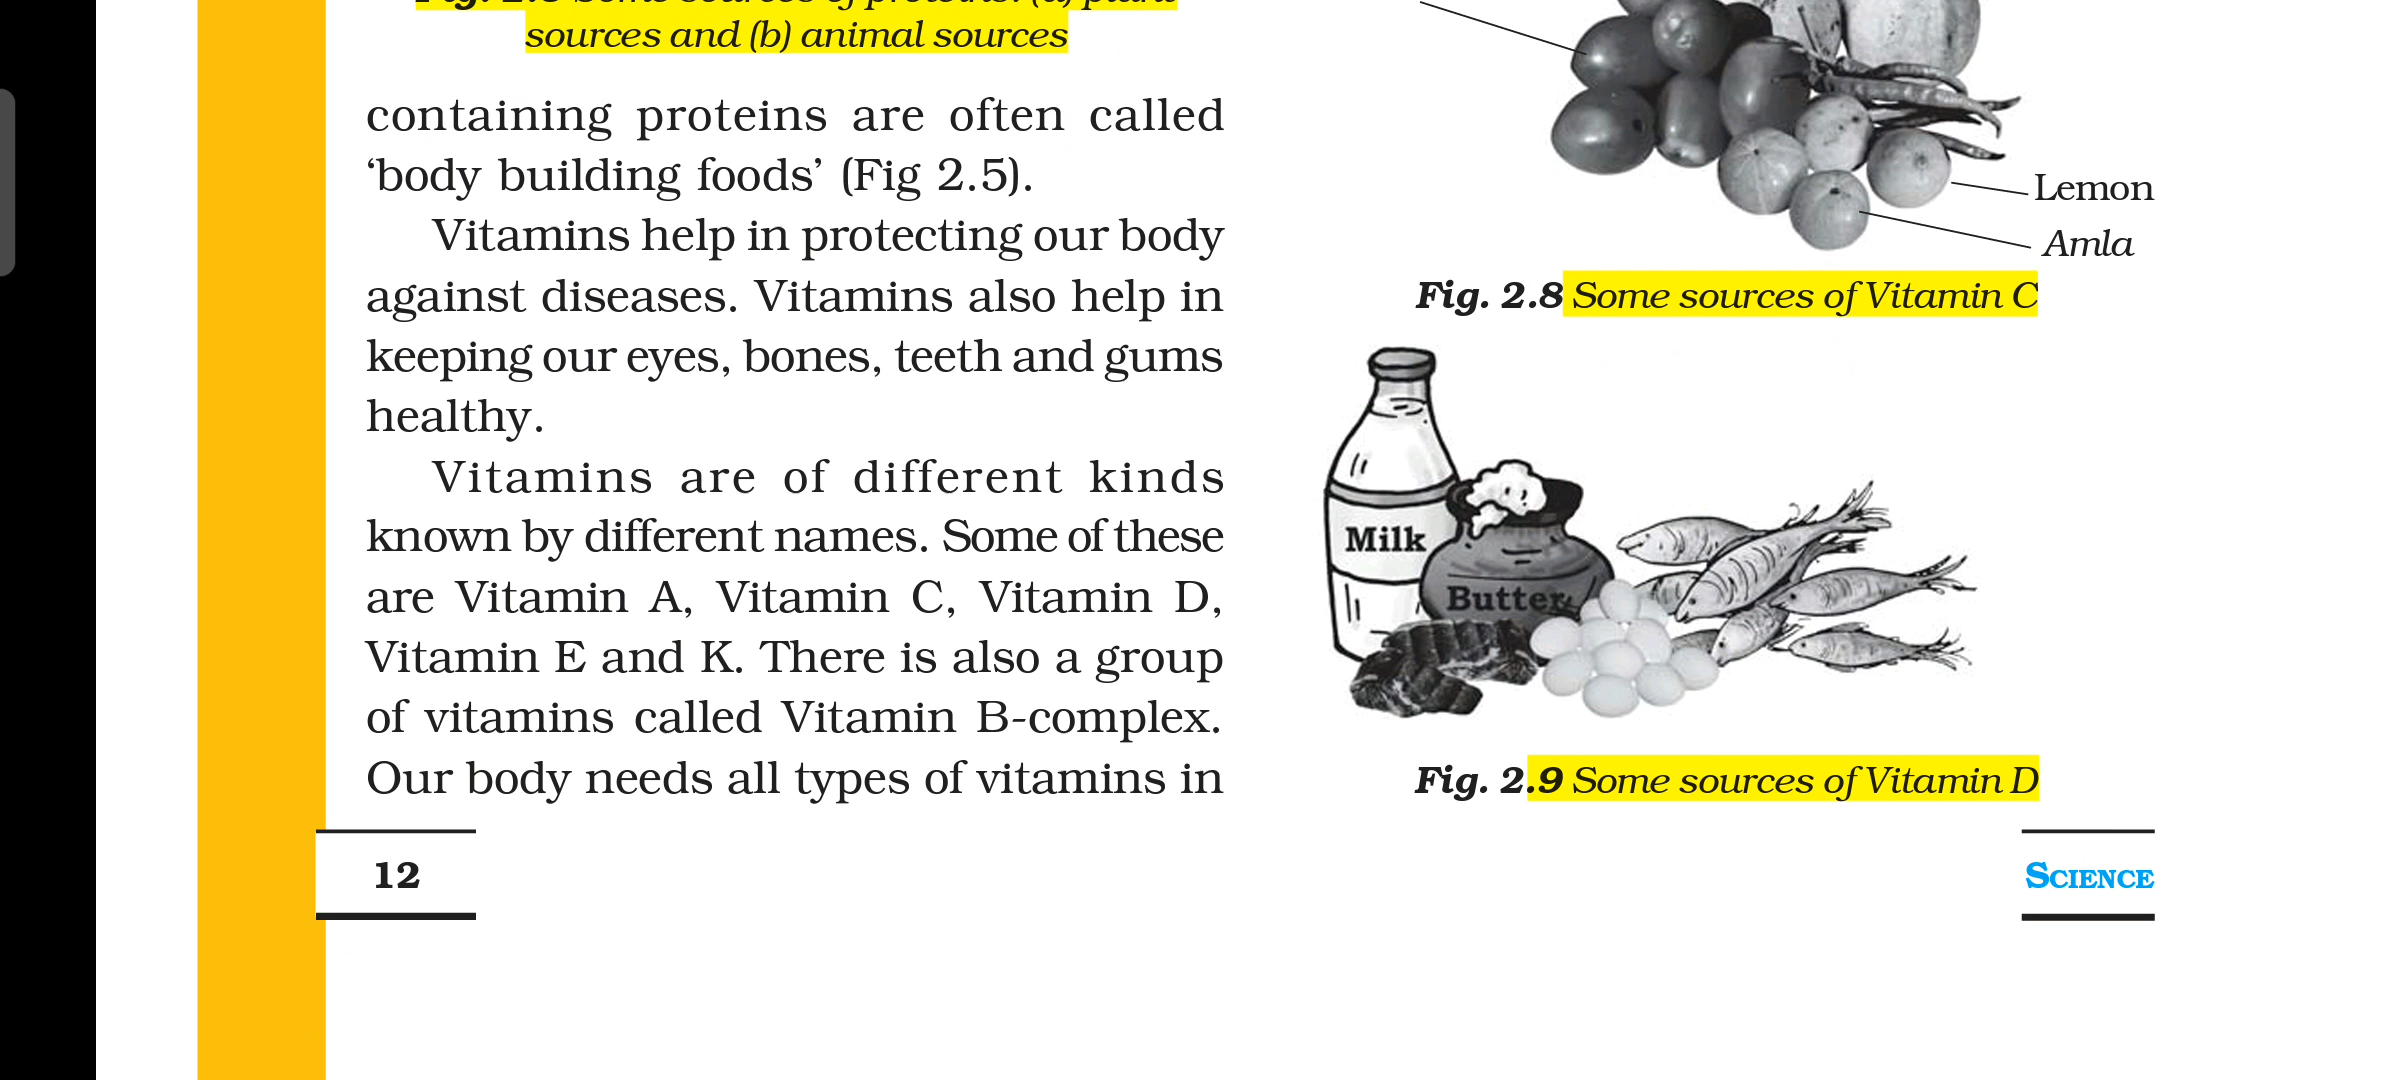 sources and (b) animal sources
containing proteins are often called
‘body building foods’ (Fig 2.5).
Vitamins help in protecting our body
against diseases. Vitamins also help in
keeping our eyes, bones, teeth and gums
healthy.
Vitamins are of different kinds
known by different names. Some of these
are Vitamin A, Vitamin C, Vitamin D,
Vitamin E and K. There is also a group
of vitamins called Vitamin B-complex.
Our body needs all types of vitamins in
12
Lemon
Amla
Fig. 2.8 Some sources of Vitamin C
Milk
Butter
Fig. 2.9 Some sources of Vitamin D
SCIENCE